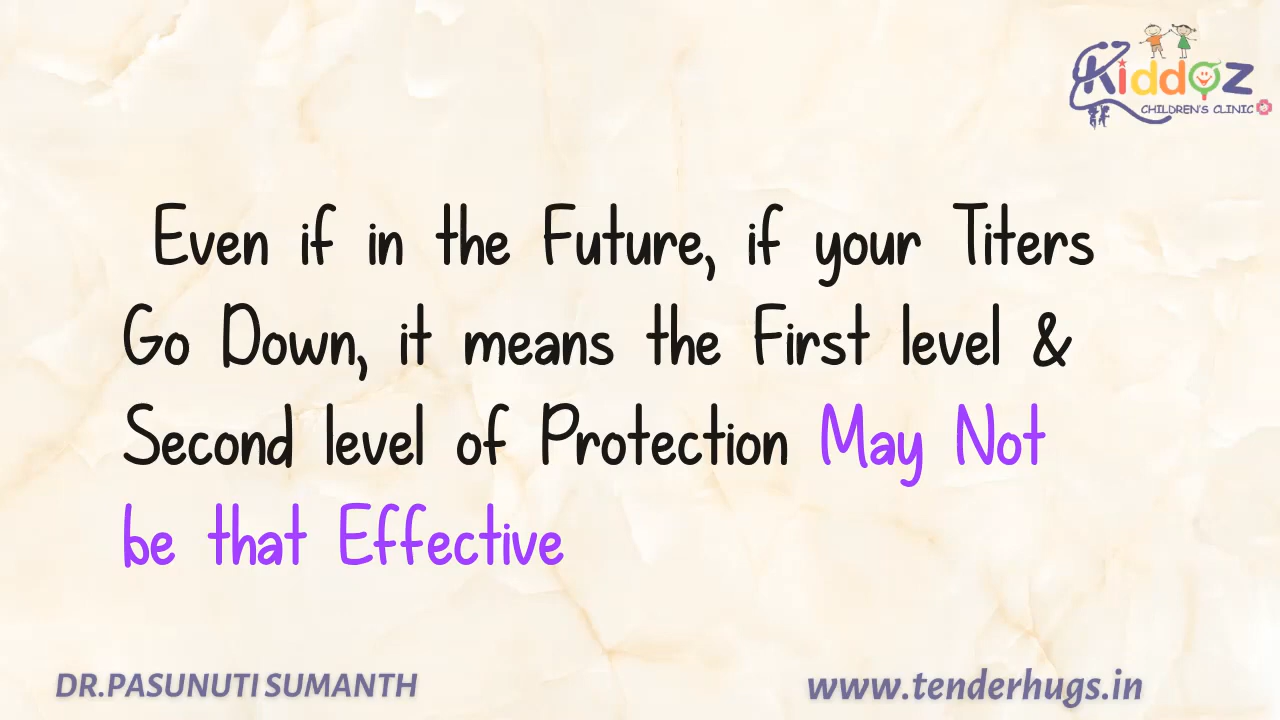 Kiddoz
CHILDREN'S CLINIC
Even if in the Future, if your Titers
Go Down, it means the First level &
Second level of Protection May Not
be that Effective
DR.PASUNUTI SUMANTH
www.tenderhugs.in